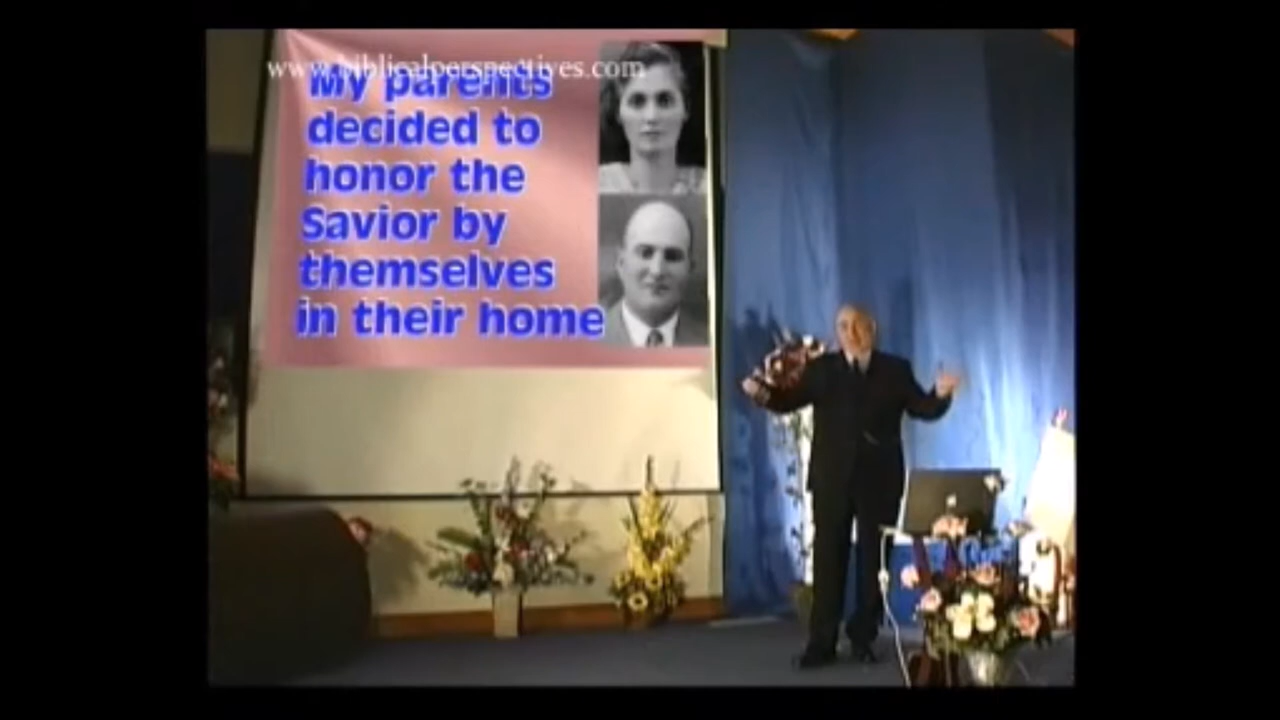 www.biblicalperspectives.com
My parents
decided to
honor the
Savior by
themselves
in their home